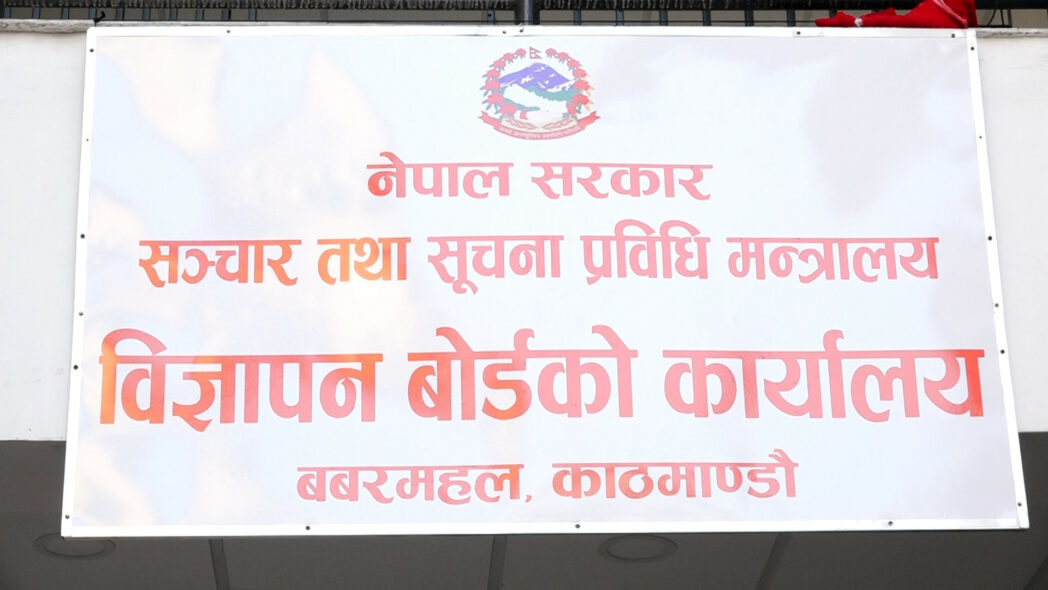 नेपाल सरकार
सञ्चार तथा सूचना प्रविधि मन्त्रालय
विज्ञापन बोर्डको कार्यालय
बबरमहल, काठमाण्डौ